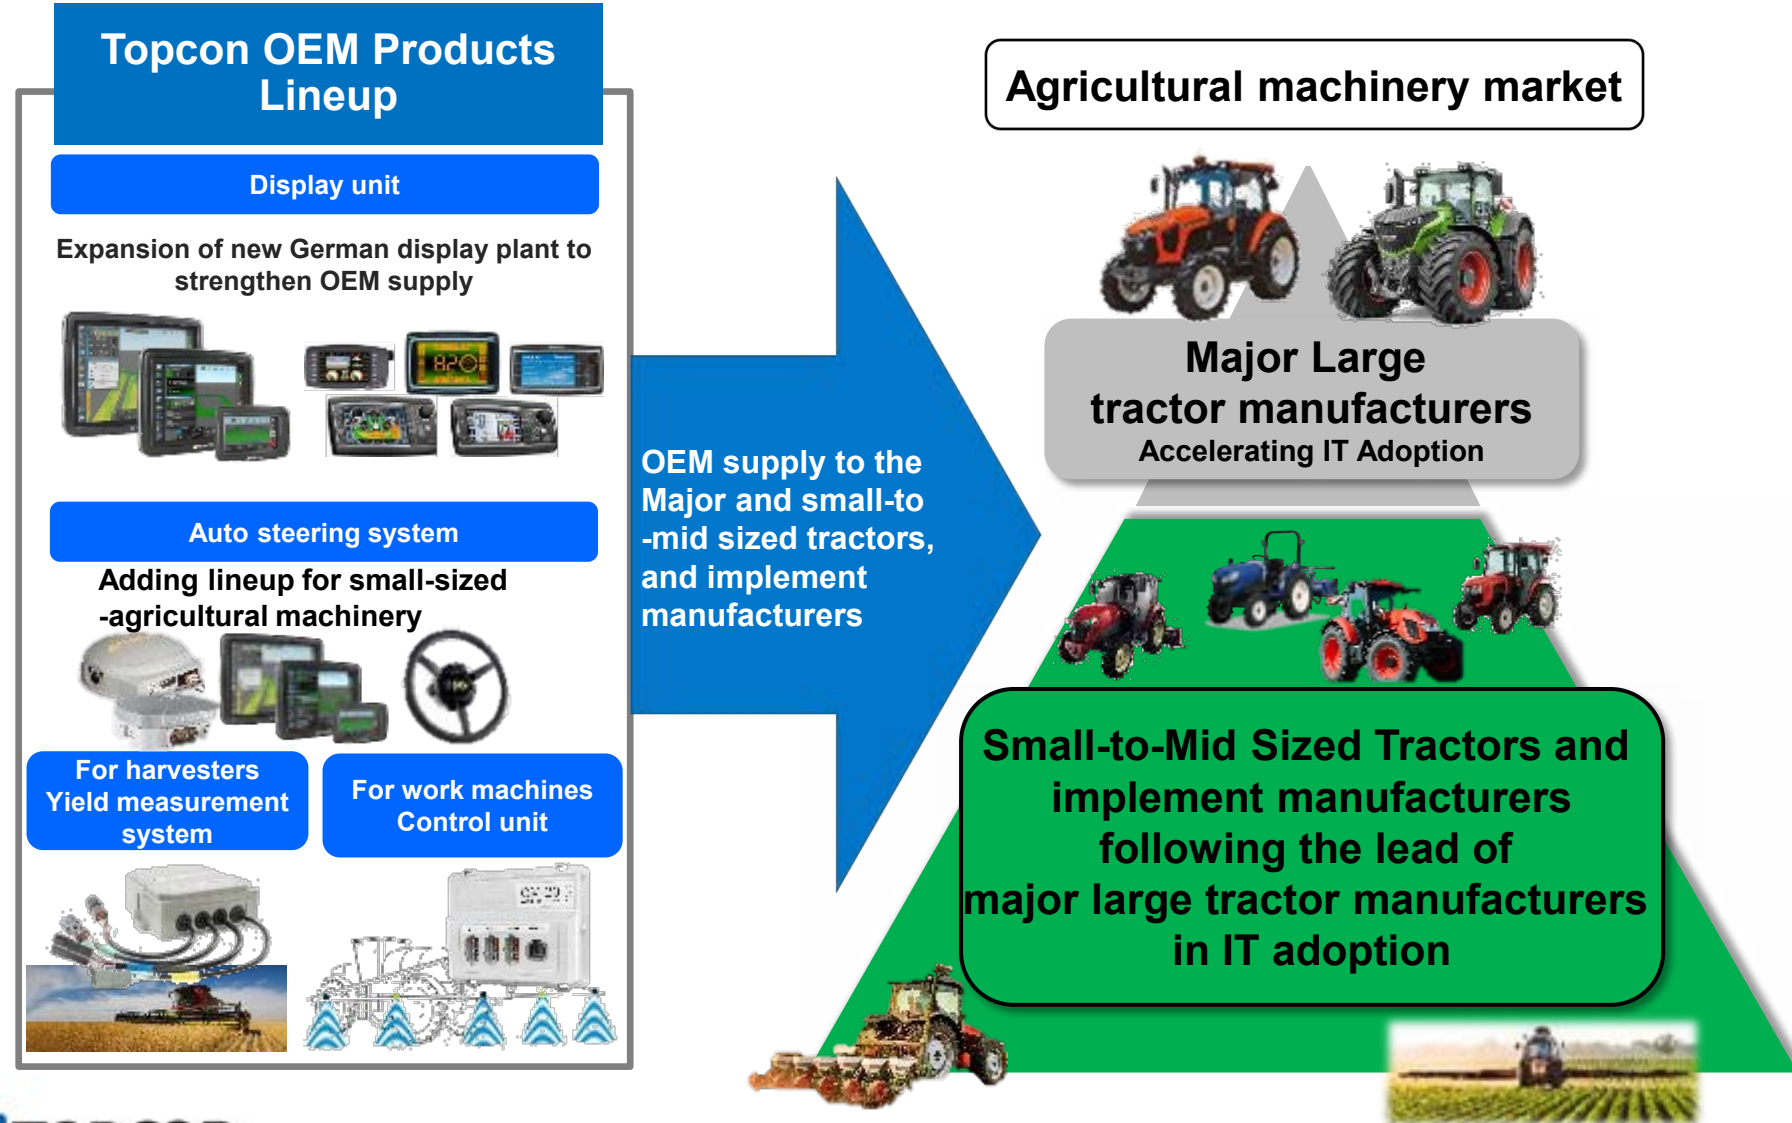 Topcon OEM Products
Lineup
Display unit
Expansion of new German display plant to
strengthen OEM supply
820
Auto steering system
Adding lineup for small-sized
-agricultural machinery
For harvesters
Yield measurement
system
For work machines
Control unit
OEM supply to the
Major and small-to
-mid sized tractors,
and implement
manufacturers
Agricultural machinery market
Major Large
tractor manufacturers
Accelerating IT Adoption
Small-to-Mid Sized Tractors and
implement manufacturers
following the lead of
major large tractor manufacturers
in IT adoption